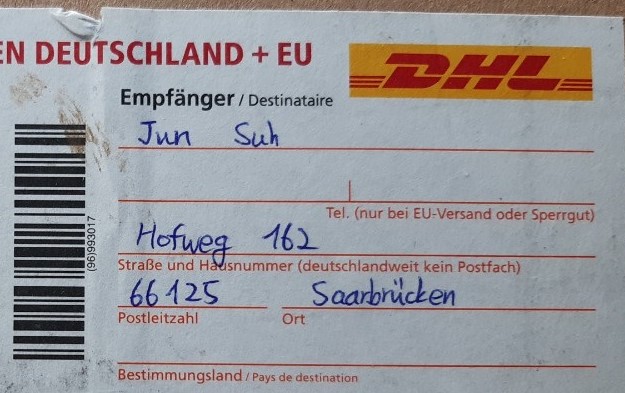 EN DEUTSCHLAND + EU
DHL
Empfänger / Destinataire
Jun Suh
Tel. (nur bei EU-Versand oder Sperrgut)
Hofweg 162
Straße und Hausnummer (deutschlandweit kein Postfach)
66125 Saarbrücken
Postleitzahl Ort
Bestimmungsland / Pays de destination
(96)993017